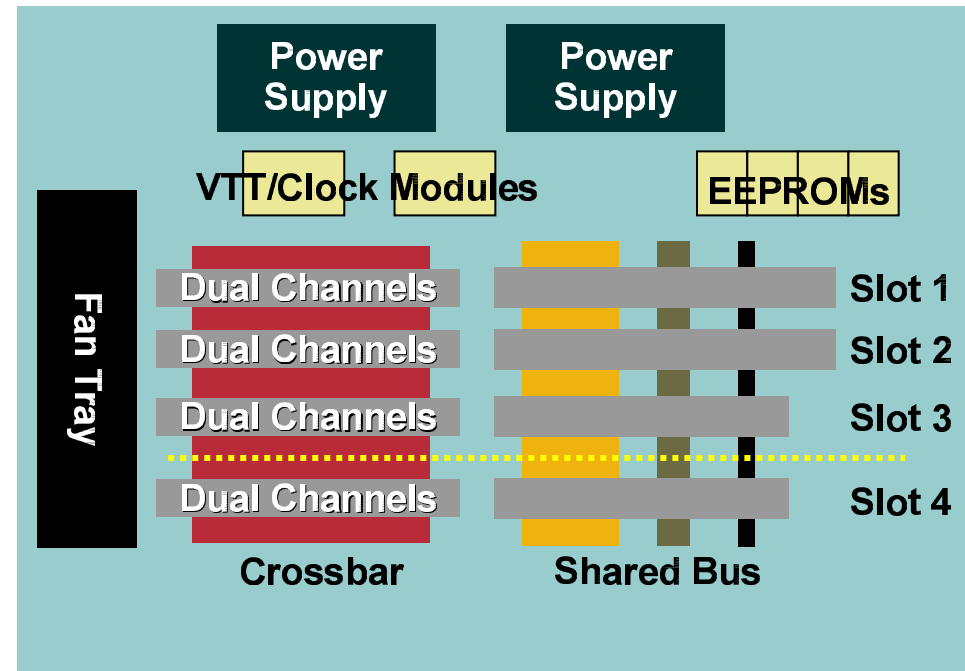 Power
Supply
Power
Supply
VTT/Clock Modules
EEPROMs
Fan Tray
Dual Channels
Slot 1
Dual Channels
Slot 2
Dual Channels
Slot 3
Dual Channels
Slot 4
Crossbar
Shared Bus